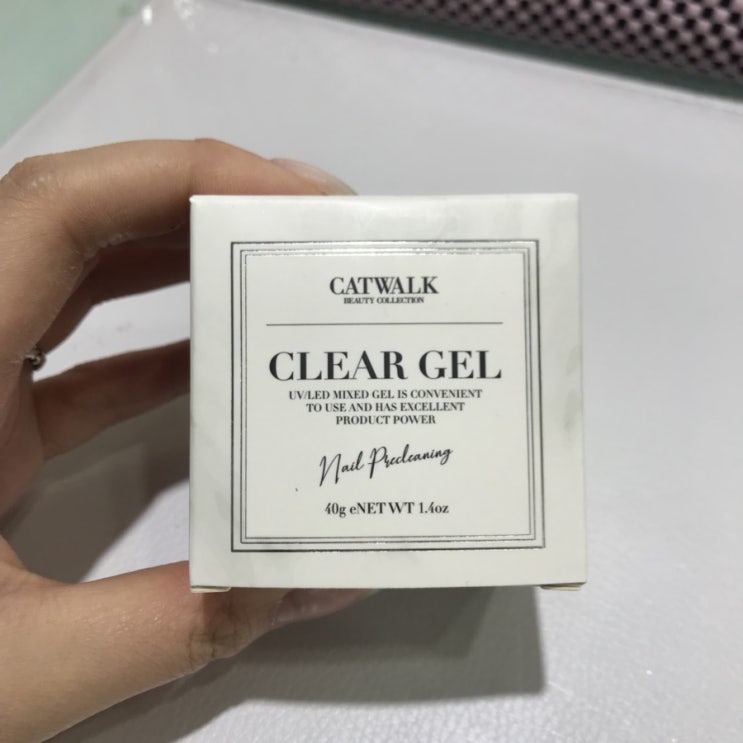 CATWALK
BEAUTY COLLECTION
CLEAR GEL
UV/LED MIXED GEL IS CONVENIENT
TO USE AND HAS EXCELLENT
PRODUCT POWER
Nail Precleaning
40g eNET WT 1.4oz